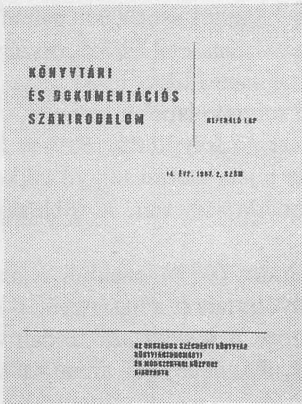 KÖNYVTÁRI
ÉS DOKUMENTÁCIÓS
SZAKIRODALOM
REFERÁLÓ LAP
14. ÉVF. 1982. 2. SZÁM
AZ ORSZÁGOS SZÉCHÉNYI KÖNYVTÁR
KÖNYVTÁRTUDOMÁNYI
ÉS MÓDSZERTANI KÖZPONT
KIADVÁNYA